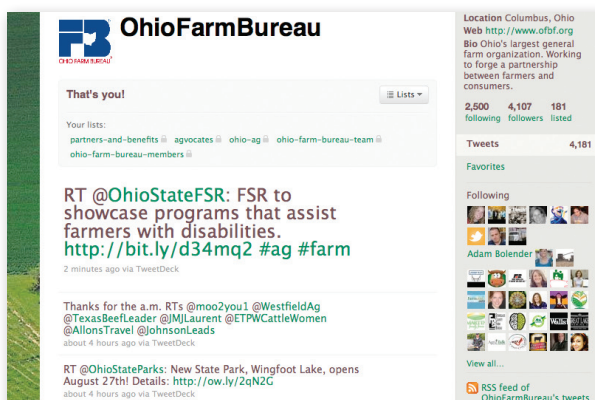 FB
OHIO FARM BUREAU
OhioFarmBureau
That's you!
Lists
Your lists:
partners-and-benefits agvocates ohio-ag ohio-farm-bureau-team
ohio-farm-bureau-members
RT @OhioStateFSR: FSR to
showcase programs that assist
farmers with disabilities.
http://bit.ly/d34mq2 #ag #farm
2 minutes ago via TweetDeck
Thanks for the a.m. RTs @moo2you1 @WestfieldAg
@TexasBeefLeader @JMJLaurent @ETPWCattleWomen
@AllonsTravel @JohnsonLeads
about 4 hours ago via TweetDeck
RT @OhioStateParks: New State Park, Wingfoot Lake, opens
August 27th! Details: http://ow.ly/2qN2G
about 4 hours ago via TweetDeck
Location Columbus, Ohio
Web http://www.ofbf.org
Bio Ohio's largest general
farm organization. Working
to forge a partnership
between farmers and
consumers.
2,500 4,107 181
following followers listed
Tweets 4,181
Favorites
Following
Adam Bolender
View all...
RSS feed of
OhioFarmBureau's tweets